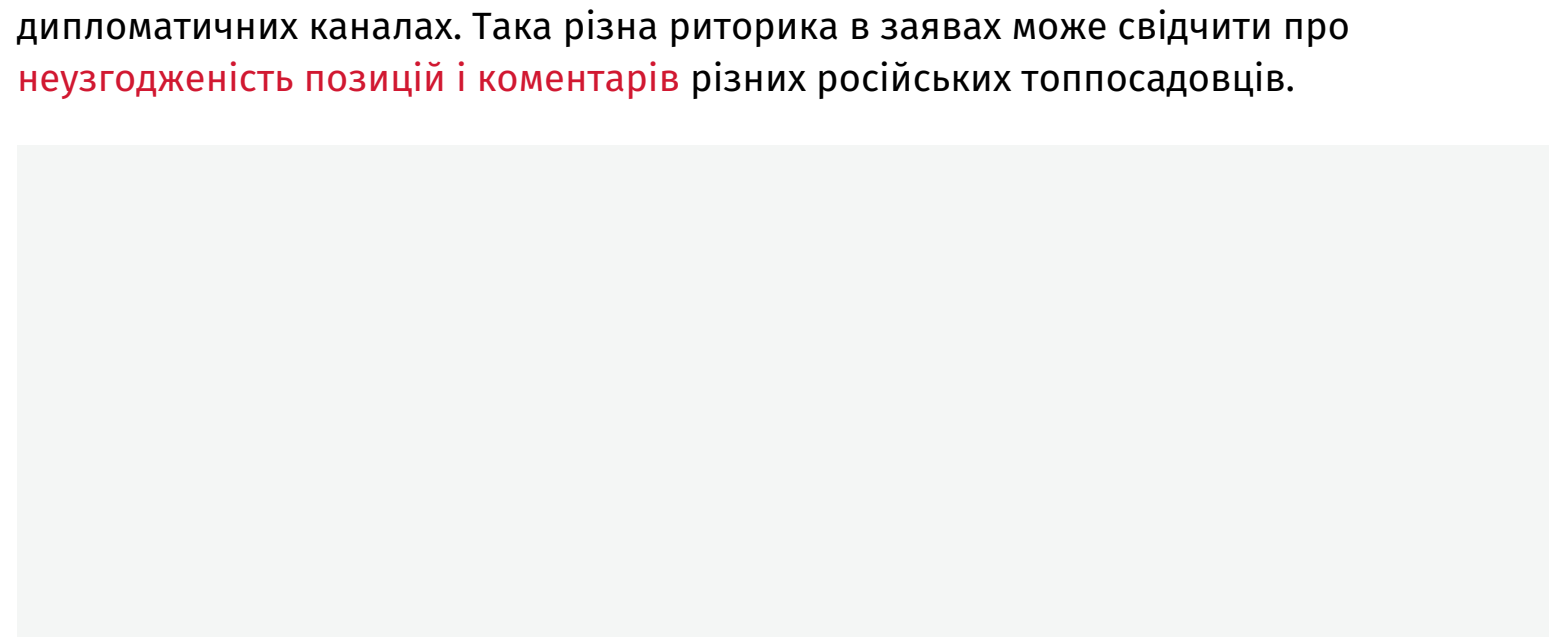 дипломатичних каналах. Така різна риторика в заявах може свідчити про
неузгодженість позицій і коментарів різних російських топпосадовців.